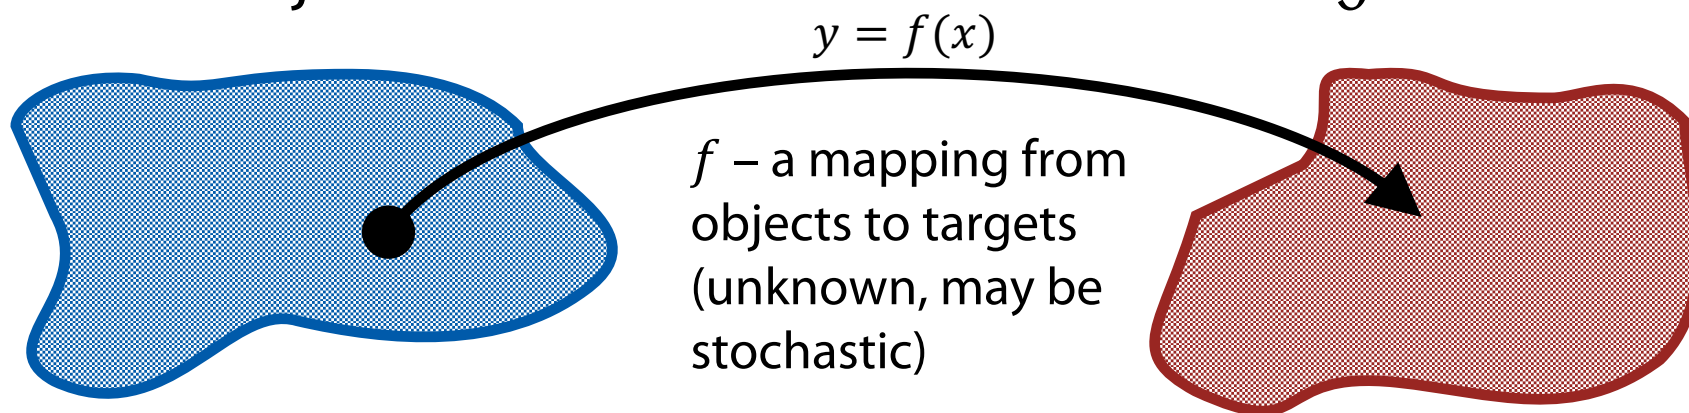 y = f(x)
f – a mapping from
objects to targets
(unknown, may be
stochastic)